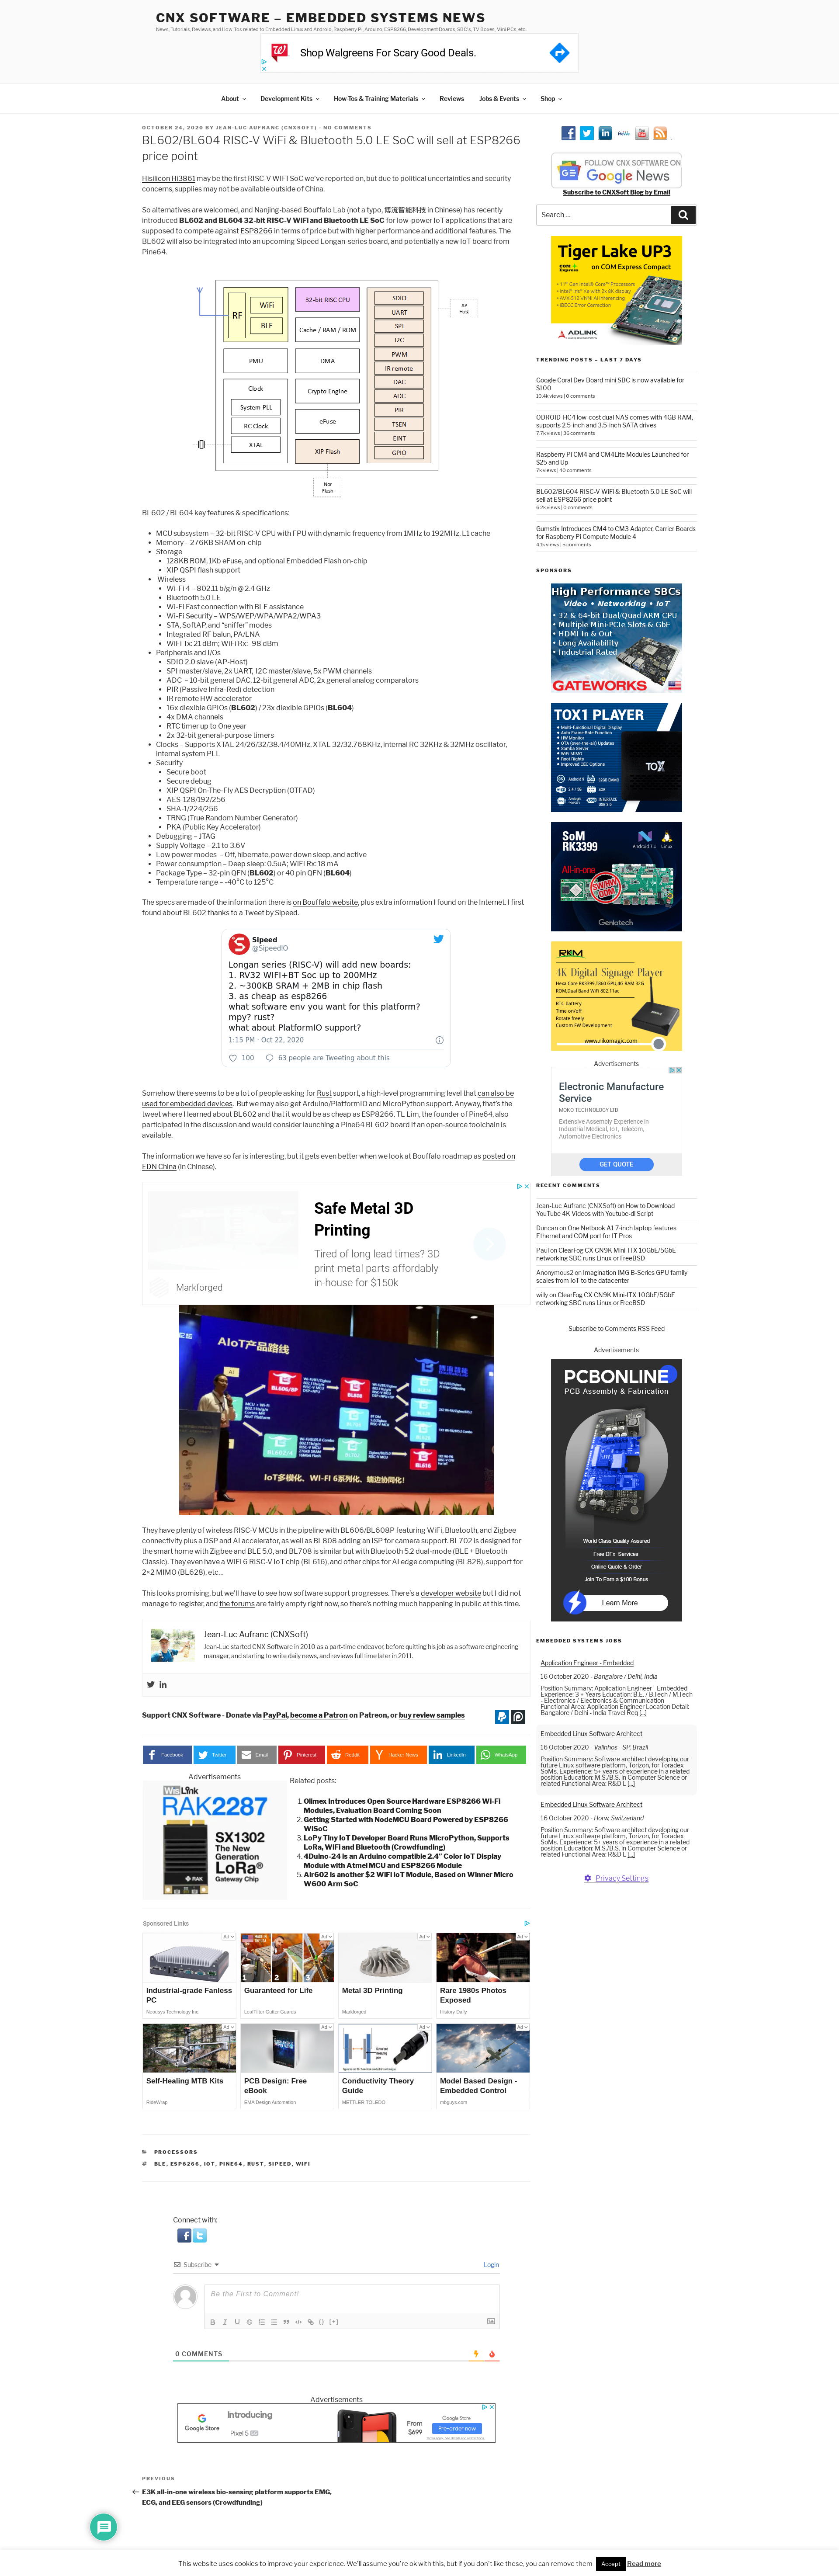 CNX SOFTWARE – EMBEDDED SYSTEMS NEWS
News, Tutorials, Reviews, and How-Tos related to Embedded Linux and Android, Raspberry Pi, Arduino, ESP8266, Development Boards, SBC's, TV Boxes, Mini PCs, etc..
Shop Walgreens For Scary Good Deals.
About
Development Kits
How-Tos & Training Materials
Reviews
Jobs & Events
Shop
OCTOBER 24, 2020 BY JEAN-LUC AUFRANC (CNXSOFT) - NO COMMENTS
BL602/BL604 RISC-V WiFi & Bluetooth 5.0 LE SoC will sell at ESP8266 price point
Hisilicon Hi3861 may be the first RISC-V WIFI SoC we've reported on, but due to political uncertainties and security concerns, supplies may not be available outside of China.
So alternatives are welcomed, and Nanjing-based Bouffalo Lab (not a typo, 博流智能科技 in Chinese) has recently introduced BL602 and BL604 32-bit RISC-V WIFI and Bluetooth LE SoC for low-power IoT applications that are supposed to compete against ESP8266 in terms of price but with higher performance and additional features. The BL602 will also be integrated into an upcoming Sipeed Longan-series board, and potentially a new IoT board from Pine64.
RF
WiFi
BLE
32-bit RISC CPU
Cache / RAM / ROM
PMU
DMA
Clock
System PLL
RC Clock
XTAL
Crypto Engine
eFuse
XIP Flash
SDIO
UART
SPI
I2C
PWM
IR remote
DAC
ADC
PIR
TSEN
EINT
GPIO
AP Host
Nor Flash
BL602 / BL604 key features & specifications:
MCU subsystem – 32-bit RISC-V CPU with FPU with dynamic frequency from 1MHz to 192MHz, L1 cache
Memory – 276KB SRAM on-chip
Storage
128KB ROM, 1Kb eFuse, and optional Embedded Flash on-chip
XIP QSPI flash support
Wireless
Wi-Fi 4 – 802.11 b/g/n @ 2.4 GHz
Bluetooth 5.0 LE
Wi-Fi Fast connection with BLE assistance
Wi-Fi Security – WPS/WEP/WPA/WPA2/WPA3
STA, SoftAP, and "sniffer" modes
Integrated RF balun, PA/LNA
WiFi Tx: 21 dBm; WiFi Rx: -98 dBm
Peripherals and I/Os
SDIO 2.0 slave (AP-Host)
SPI master/slave, 2x UART, I2C master/slave, 5x PWM channels
ADC – 10-bit general DAC, 12-bit general ADC, 2x general analog comparators
PIR (Passive Infra-Red) detection
IR remote HW accelerator
16x dlexible GPIOs (BL602) / 23x dlexible GPIOs (BL604)
4x DMA channels
RTC timer up to One year
2x 32-bit general-purpose timers
Clocks – Supports XTAL 24/26/32/38.4/40MHz, XTAL 32/32.768KHz, internal RC 32KHz & 32MHz oscillator, internal system PLL
Security
Secure boot
Secure debug
XIP QSPI On-The-Fly AES Decryption (OTFAD)
AES-128/192/256
SHA-1/224/256
TRNG (True Random Number Generator)
PKA (Public Key Accelerator)
Debugging – JTAG
Supply Voltage – 2.1 to 3.6V
Low power modes – Off, hibernate, power down sleep, and active
Power consumption – Deep sleep: 0.5uA; WiFi Rx: 18 mA
Package Type – 32-pin QFN (BL602) or 40 pin QFN (BL604)
Temperature range – -40°C to 125°C
The specs are made of the information there is on Bouffalo website, plus extra information I found on the Internet. I first found about BL602 thanks to a Tweet by Sipeed.
Sipeed
@SipeedIO
Longan series (RISC-V) will add new boards:
1. RV32 WIFI+BT Soc up to 200MHz
2. ~300KB SRAM + 2MB in chip flash
3. as cheap as esp8266
what software env you want for this platform?
mpy? rust?
what about PlatformIO support?
1:15 PM · Oct 22, 2020
100
63 people are Tweeting about this
Somehow there seems to be a lot of people asking for Rust support, a high-level programming level that can also be used for embedded devices. But we may also get Arduino/PlatformIO and MicroPython support. Anyway, that's the tweet where I learned about BL602 and that it would be as cheap as ESP8266. TL Lim, the founder of Pine64, also participated in the discussion and would consider launching a Pine64 BL602 board if an open-source toolchain is available.
The information we have so far is interesting, but it gets even better when we look at Bouffalo roadmap as posted on EDN China (in Chinese).
Safe Metal 3D Printing
Tired of long lead times? 3D print metal parts affordably in-house for $150k
Markforged
AIoT产品路线
BL606/8P
BL808
BL602/4
BL702
IoT多模化、WI-FI 6系列化、端边协同化!
They have plenty of wireless RISC-V MCUs in the pipeline with BL606/BL608P featuring WiFi, Bluetooth, and Zigbee connectivity plus a DSP and AI accelerator, as well as BL808 adding an ISP for camera support. BL702 is designed for the smart home with Zigbee and BLE 5.0, and BL708 is similar but with Bluetooth 5.2 dual-mode (BLE + Bluetooth Classic). They even have a WiFi 6 RISC-V IoT chip (BL616), and other chips for AI edge computing (BL828), support for 2×2 MIMO (BL628), etc…
This looks promising, but we'll have to see how software support progresses. There's a developer website but I did not manage to register, and the forums are fairly empty right now, so there's nothing much happening in public at this time.
Jean-Luc Aufranc (CNXSoft)
Jean-Luc started CNX Software in 2010 as a part-time endeavor, before quitting his job as a software engineering manager, and starting to write daily news, and reviews full time later in 2011.
Support CNX Software - Donate via PayPal, become a Patron on Patreon, or buy review samples
Facebook
Twitter
Email
Pinterest
Reddit
Hacker News
LinkedIn
WhatsApp
Advertisements
WisLink
RAK2287
SX1302
New Generation LoRa®
Gateway Chip
RAK
Related posts:
1. Olimex Introduces Open Source Hardware ESP8266 Wi-Fi Modules, Evaluation Board Coming Soon
2. Getting Started with NodeMCU Board Powered by ESP8266 WiSoC
3. LoPy Tiny IoT Developer Board Runs MicroPython, Supports LoRa, WiFi and Bluetooth (Crowdfunding)
4. 4Duino-24 is an Arduino compatible 2.4″ Color IoT Display Module with Atmel MCU and ESP8266 Module
5. Air602 is another $2 WiFi IoT Module, Based on Winner Micro W600 Arm SoC
Sponsored Links
Industrial-grade Fanless PC
Neousys Technology Inc.
Guaranteed for Life
LeafFilter Gutter Guards
Metal 3D Printing
Markforged
Rare 1980s Photos Exposed
History Daily
Self-Healing MTB Kits
RideWrap
PCB Design: Free eBook
EMA Design Automation
Conductivity Theory Guide
METTLER TOLEDO
Model Based Design - Embedded Control
mbguys.com
PROCESSORS
# BLE, ESP8266, IOT, PINE64, RUST, SIPEED, WIFI
Connect with:
Subscribe
Login
Be the First to Comment!
0 COMMENTS
Advertisements
Google Store
Introducing
Pixel 5
From $699
Google Store
Pre-order now
PREVIOUS
E3K all-in-one wireless bio-sensing platform supports EMG, ECG, and EEG sensors (Crowdfunding)
FOLLOW CNX SOFTWARE ON
Google News
Subscribe to CNXSoft Blog by Email
Search …
Tiger Lake UP3
on COM Express Compact
ADLINK
TRENDING POSTS – LAST 7 DAYS
Google Coral Dev Board mini SBC is now available for $100
10.4k views | 0 comments
ODROID-HC4 low-cost dual NAS comes with 4GB RAM, supports 2.5-inch and 3.5-inch SATA drives
7.7k views | 36 comments
Raspberry Pi CM4 and CM4Lite Modules Launched for $25 and Up
7k views | 40 comments
BL602/BL604 RISC-V WiFi & Bluetooth 5.0 LE SoC will sell at ESP8266 price point
6.2k views | 0 comments
Gumstix Introduces CM4 to CM3 Adapter, Carrier Boards for Raspberry Pi Compute Module 4
4.1k views | 5 comments
SPONSORS
High Performance SBCs
Video • Networking • IoT
• 32 & 64-bit Dual/Quad ARM CPU
• Multiple Mini-PCIe Slots & GbE
• HDMI In & Out
• Long Availability
• Industrial Rated
GATEWORKS
TOX1 PLAYER
SoM
RK3399
Android 7.1
Linux
Geniatech
RKM
4K Digital Signage Player
Hexa Core RK3399,T860 GPU,4G RAM 32G ROM,Dual Band WiFi 802.11ac
RTC battery
Time on/off
Rotate freely
Custom FW Development
www.rikomagic.com
Advertisements
Electronic Manufacture Service
MOKO TECHNOLOGY LTD
Extensive Assembly Experience in Industrial Medical, IoT, Telecom, Automotive Electronics
GET QUOTE
RECENT COMMENTS
Jean-Luc Aufranc (CNXSoft) on How to Download YouTube 4K Videos with Youtube-dl Script
Duncan on One Netbook A1 7-inch laptop features Ethernet and COM port for IT Pros
Paul on ClearFog CX CN9K Mini-ITX 10GbE/5GbE networking SBC runs Linux or FreeBSD
Anonymous2 on Imagination IMG B-Series GPU family scales from IoT to the datacenter
willy on ClearFog CX CN9K Mini-ITX 10GbE/5GbE networking SBC runs Linux or FreeBSD
Subscribe to Comments RSS Feed
Advertisements
PCBONLINE
PCB Assembly & Fabrication
World Class Quality Assured
Free DFx Services
Online Quote & Order
Join To Earn a $100 Bonus
Learn More
EMBEDDED SYSTEMS JOBS
Application Engineer - Embedded
16 October 2020 - Bangalore / Delhi, India
Position Summary: Application Engineer - Embedded Experience: 3 + Years Education: B.E. / B.Tech / M.Tech - Electronics / Electronics & Communication Functional Area: Application Engineer Location Detail: Bangalore / Delhi - India Travel Req [...]
Embedded Linux Software Architect
16 October 2020 - Valinhos - SP, Brazil
Position Summary: Software architect developing our future Linux software platform, Torizon, for Toradex SoMs. Experience: 5+ years of experience in a related position Education: M.S./B.S. in Computer Science or related Functional Area: R&D L [...]
Embedded Linux Software Architect
16 October 2020 - Horw, Switzerland
Position Summary: Software architect developing our future Linux software platform, Torizon, for Toradex SoMs. Experience: 5+ years of experience in a related position Education: M.S./B.S. in Computer Science or related Functional Area: R&D L [...]
Privacy Settings
This website uses cookies to improve your experience. We'll assume you're ok with this, but if you don't like these, you can remove them
Accept
Read more